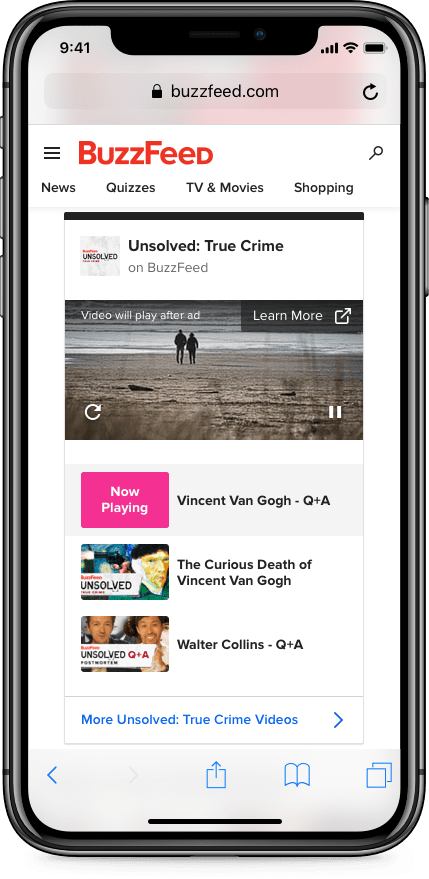 9:41
buzzfeed.com
BuzzFeed
News Quizzes TV & Movies Shopping
BuzzFeed
UNSOLVED
TRUE CRIME
Unsolved: True Crime
on BuzzFeed
Video will play after ad
Learn More
Now
Playing
Vincent Van Gogh - Q+A
BuzzFeed
UNSOLVED
TRUE CRIME
The Curious Death of
Vincent Van Gogh
BuzzFeed
UNSOLVED Q+A
POSTMORTEM
Walter Collins - Q+A
More Unsolved: True Crime Videos